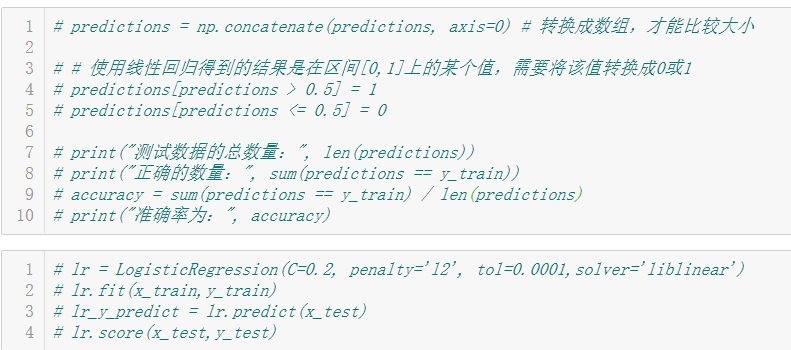 1 # predictions = np.concatenate(predictions, axis=0) # 转换成数组，才能比较大小
2
3 # # 使用线性回归得到的结果是在区间[0,1]上的某个值，需要将该值转换成0或1
4 # predictions[predictions > 0.5] = 1
5 # predictions[predictions <= 0.5] = 0
6
7 # print("测试数据的总数量：", len(predictions))
8 # print("正确的数量：", sum(predictions == y_train))
9 # accuracy = sum(predictions == y_train) / len(predictions)
10 # print("准确率为：", accuracy)
1 # lr = LogisticRegression(C=0.2, penalty='l2', tol=0.0001,solver='liblinear')
2 # lr.fit(x_train,y_train)
3 # lr_y_predict = lr.predict(x_test)
4 # lr.score(x_test,y_test)